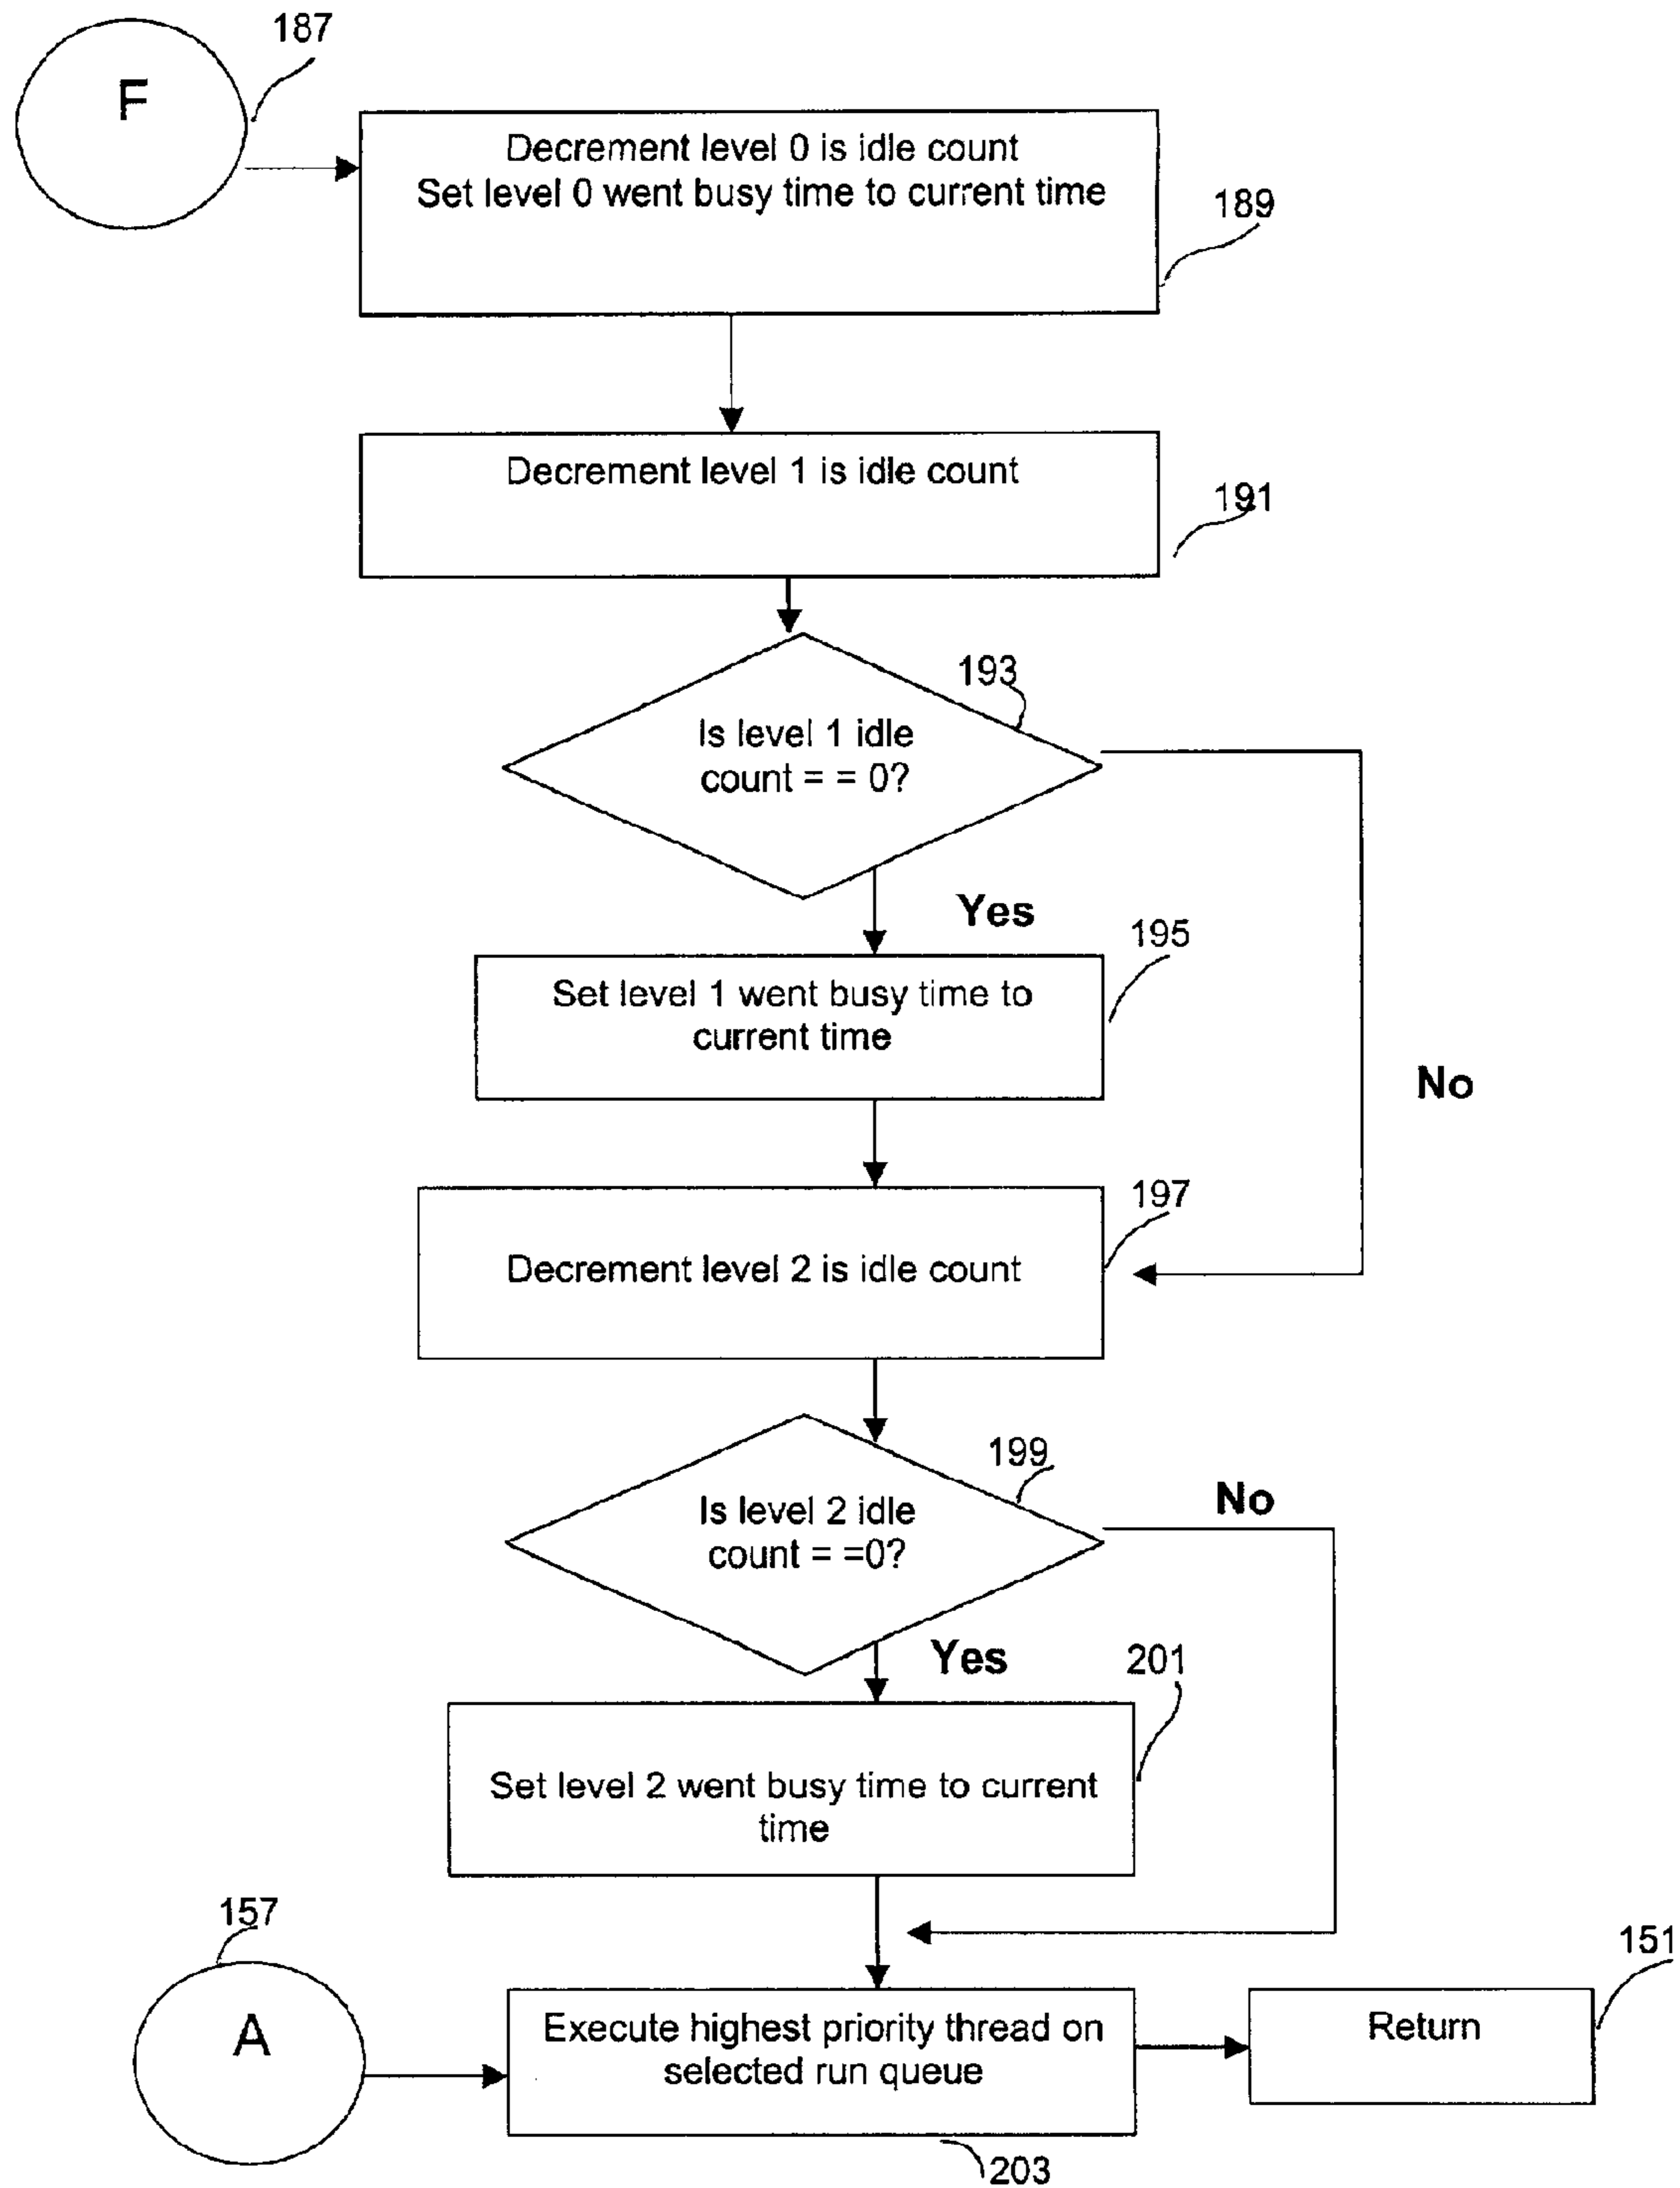 187
F
Decrement level 0 is idle count
Set level 0 went busy time to current time
189
Decrement level 1 is idle count
191
193
Is level 1 idle
count = = 0?
Yes
195
Set level 1 went busy time to
current time
No
197
Decrement level 2 is idle count
199
No
Is level 2 idle
count = =0?
Yes
201
Set level 2 went busy time to current
time
157
151
A
Execute highest priority thread on
selected run queue
Return
203